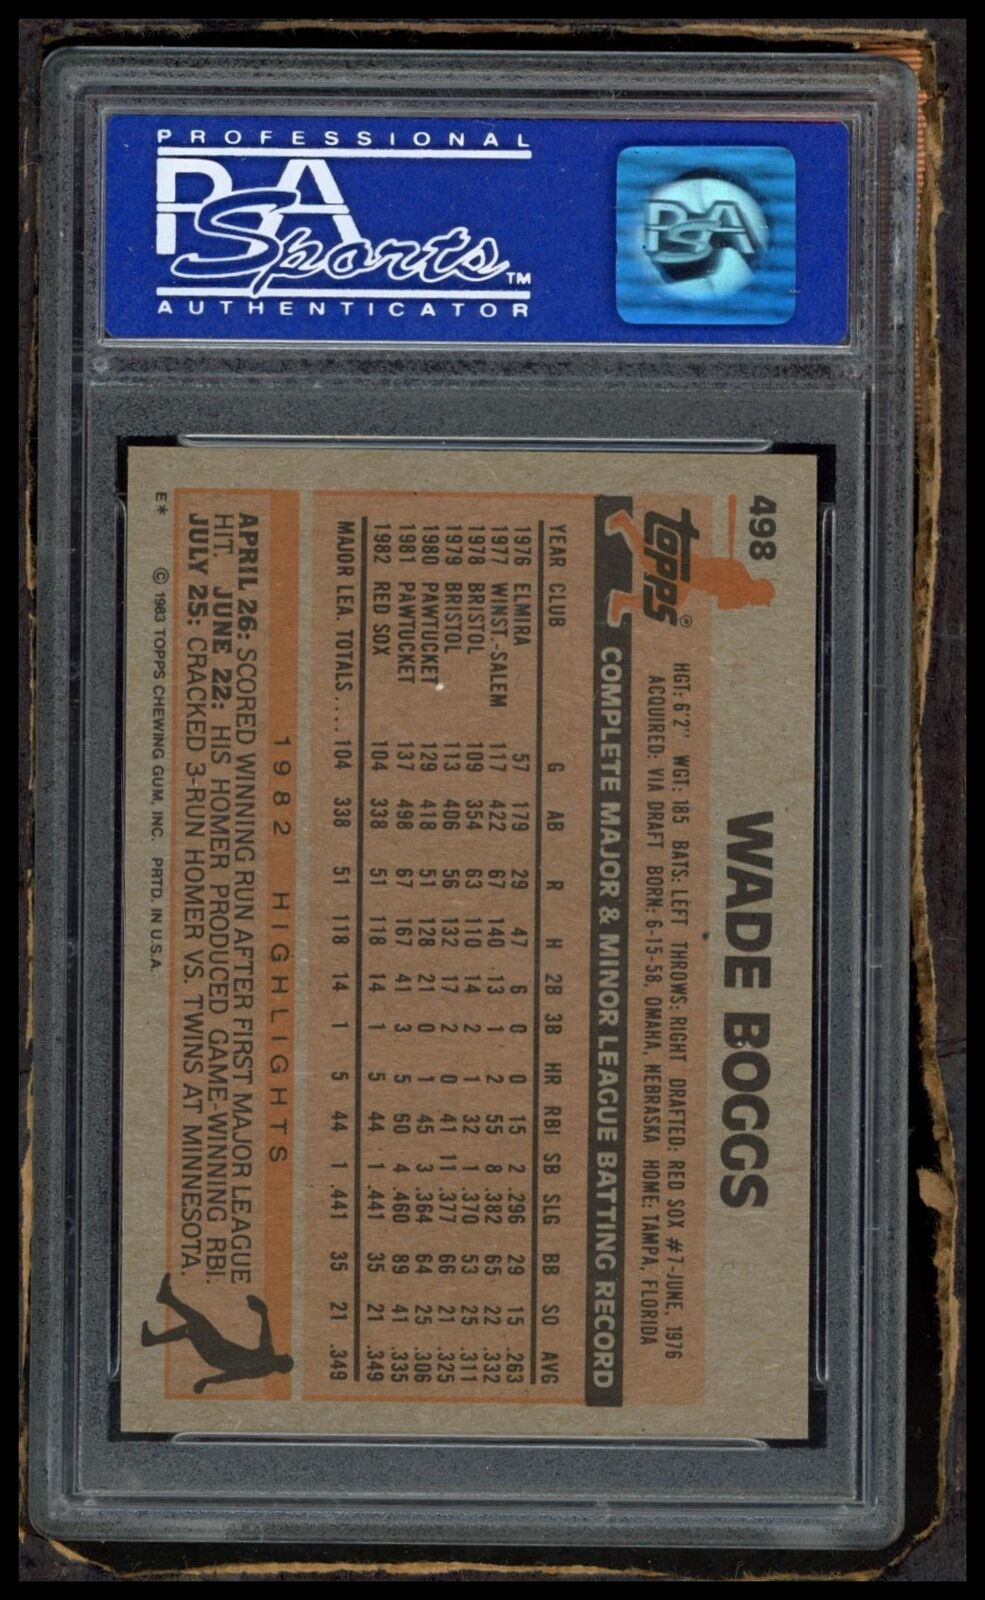 PROFESSIONAL
PSA
Sports™
AUTHENTICATOR
PSA
498
WADE BOGGS
topps®
HGT: 6'2" WGT: 185 BATS: LEFT THROWS: RIGHT DRAFTED: RED SOX #7-JUNE, 1976
ACQUIRED: VIA DRAFT BORN: 6-15-58, OMAHA, NEBRASKA HOME: TAMPA, FLORIDA
COMPLETE MAJOR & MINOR LEAGUE BATTING RECORD
YEAR CLUB G AB R H 2B 3B HR RBI SB SLG BB SO AVG
1976 ELMIRA 57 179 29 47 6 0 0 15 2 .296 29 15 .263
1977 WINST.-SALEM 117 422 67 140 13 1 2 55 8 .382 65 22 .332
1978 BRISTOL 109 354 63 110 14 2 1 32 1 .370 53 25 .311
1979 BRISTOL 113 406 56 132 17 2 0 41 11 .377 66 21 .325
1980 PAWTUCKET 129 418 51 128 21 0 1 45 3 .364 64 25 .306
1981 PAWTUCKET 137 498 67 167 41 3 5 60 4 .460 89 41 .335
1982 RED SOX 104 338 51 118 14 1 5 44 1 .441 35 21 .349
MAJOR LEA. TOTALS.... 104 338 51 118 14 1 5 44 1 .441 35 21 .349
1982 HIGHLIGHTS
APRIL 26: SCORED WINNING RUN AFTER FIRST MAJOR LEAGUE
HIT. JUNE 22: HIS HOMER PRODUCED GAME-WINNING RBI.
JULY 25: CRACKED 3-RUN HOMER VS. TWINS AT MINNESOTA.
E* © 1983 TOPPS CHEWING GUM, INC. PRTD. IN U.S.A.